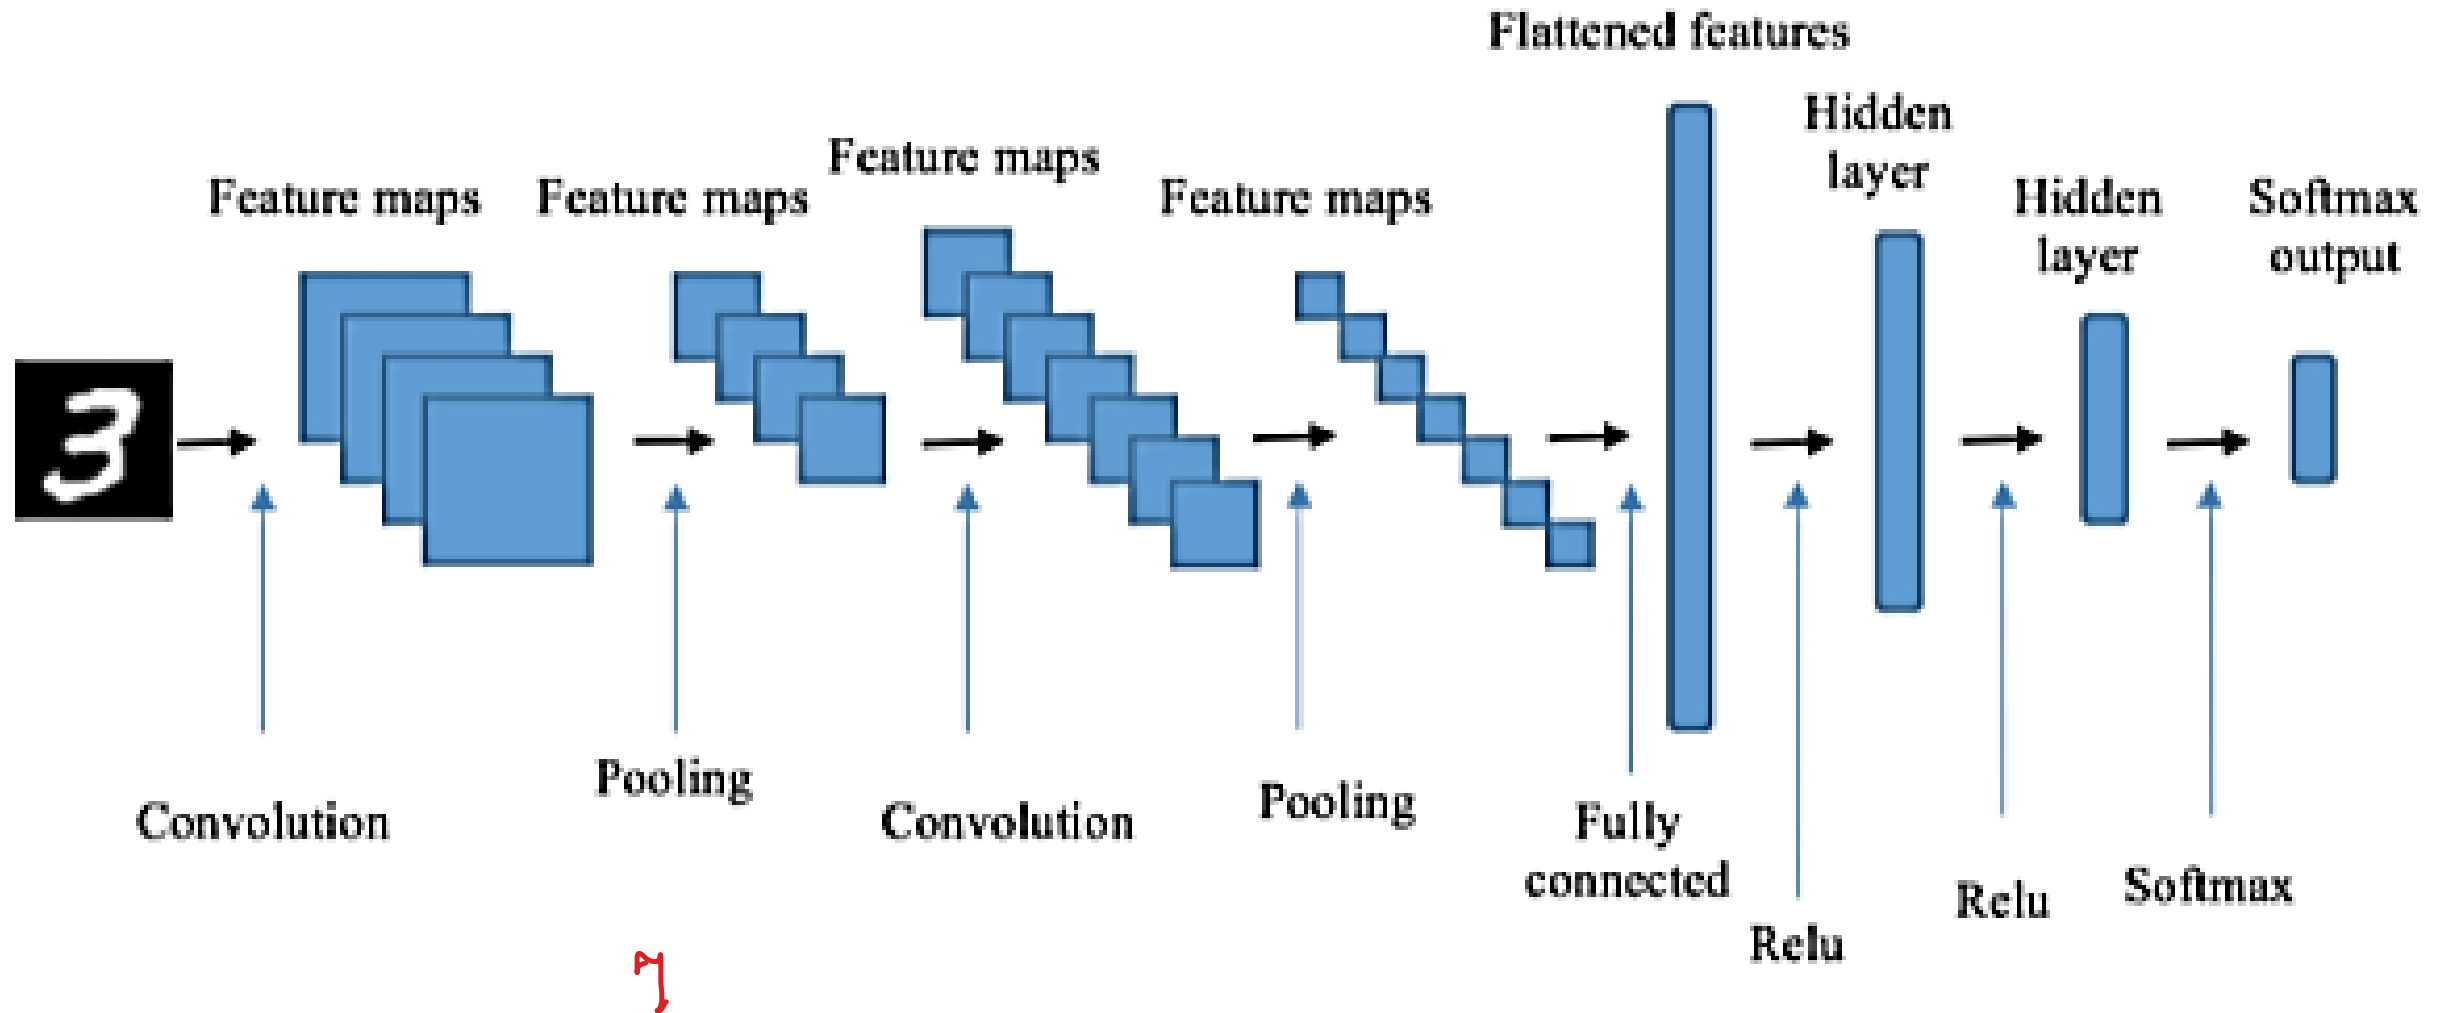 Flattened features
Hidden
layer
Feature maps
Feature maps
Feature maps
Feature maps
Hidden
layer
Softmax
output
3
Convolution
Pooling
Convolution
Pooling
Fully
connected
Relu
Relu
Softmax